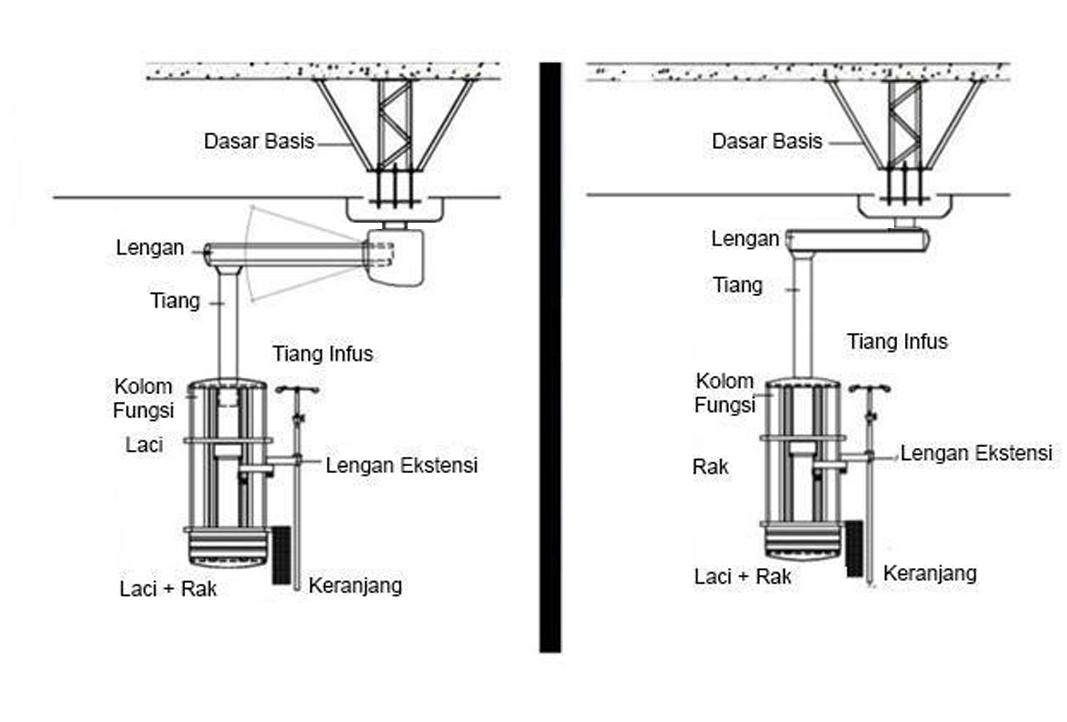 Dasar Basis
Lengan
Tiang
Tiang Infus
Kolom
Fungsi
Laci
Lengan Ekstensi
Laci + Rak
Keranjang
Dasar Basis
Lengan
Tiang
Tiang Infus
Kolom
Fungsi
Rak
Lengan Ekstensi
Laci + Rak
Keranjang